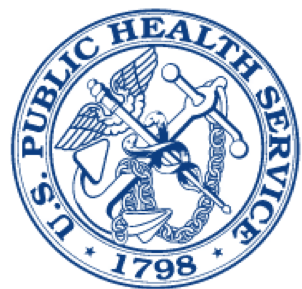 U.S. PUBLIC HEALTH SERVICE
1798